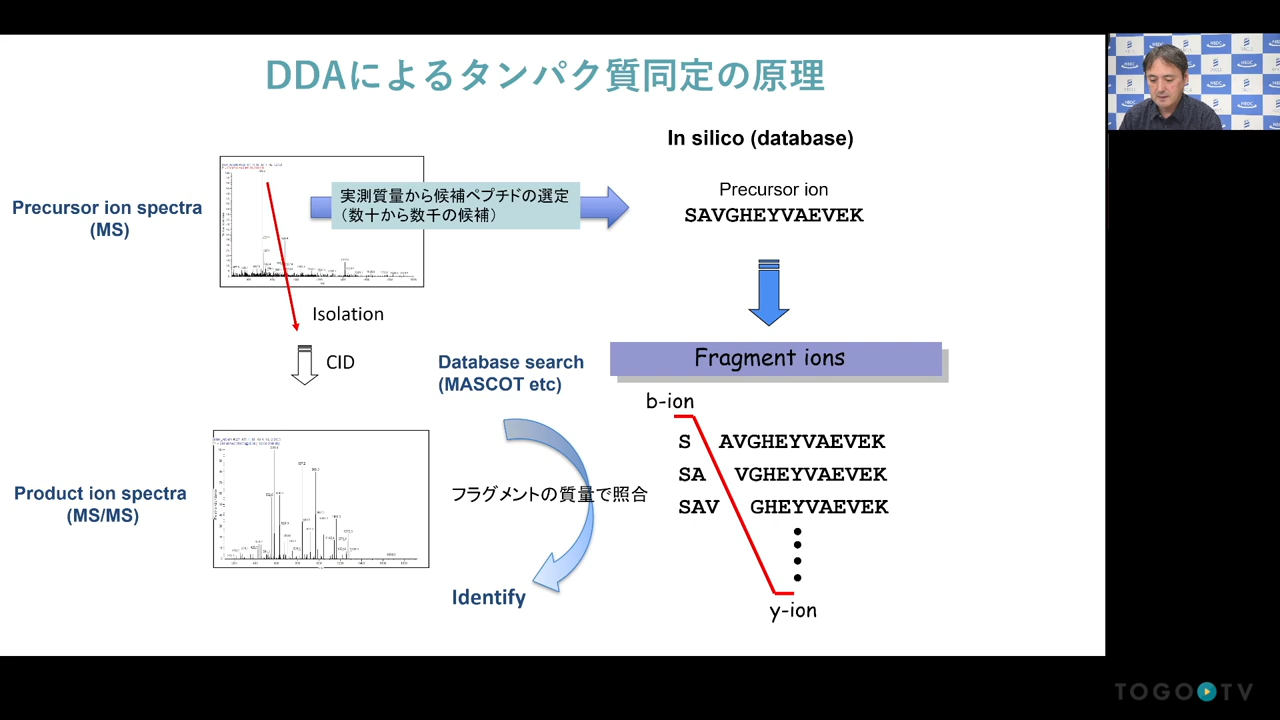 DDAによるタンパク質同定の原理
In silico (database)
Precursor ion spectra
(MS)
実測質量から候補ペプチドの選定
（数十から数千の候補）
Precursor ion
SAVGHEYVAEVEK
Isolation
CID
Database search
(MASCOT etc)
Fragment ions
b-ion
S AVGHEYVAEVEK
SA VGHEYVAEVEK
SAV GHEYVAEVEK
Product ion spectra
(MS/MS)
フラグメントの質量で照合
Identify
y-ion
TOGO TV